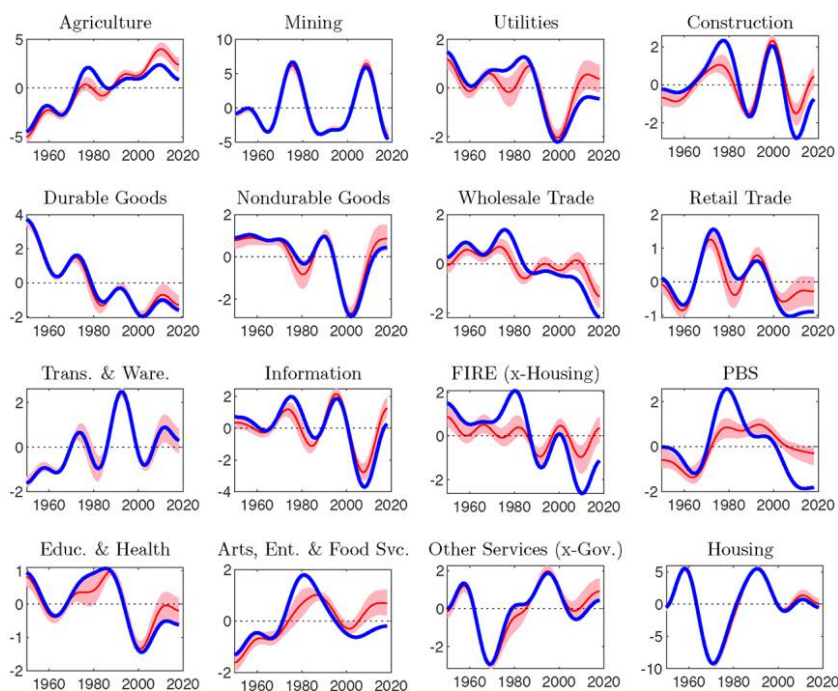 Agriculture
5
0
-5
1960 1980 2000 2020
Mining
10
5
0
-5
1960 1980 2000 2020
Utilities
2
0
-2
1960 1980 2000 2020
Construction
2
0
-2
1960 1980 2000 2020
Durable Goods
4
2
0
-2
1960 1980 2000 2020
Nondurable Goods
2
0
-2
1960 1980 2000 2020
Wholesale Trade
2
0
-2
1960 1980 2000 2020
Retail Trade
2
1
0
-1
1960 1980 2000 2020
Trans. & Ware.
2
0
-2
1960 1980 2000 2020
Information
4
2
0
-2
-4
1960 1980 2000 2020
FIRE (x-Housing)
2
0
-2
1960 1980 2000 2020
PBS
2
0
-2
1960 1980 2000 2020
Educ. & Health
1
0
-1
-2
1960 1980 2000 2020
Arts, Ent. & Food Svc.
2
0
-2
1960 1980 2000 2020
Other Services (x-Gov.)
2
0
-2
1960 1980 2000 2020
Housing
5
0
-5
-10
1960 1980 2000 2020